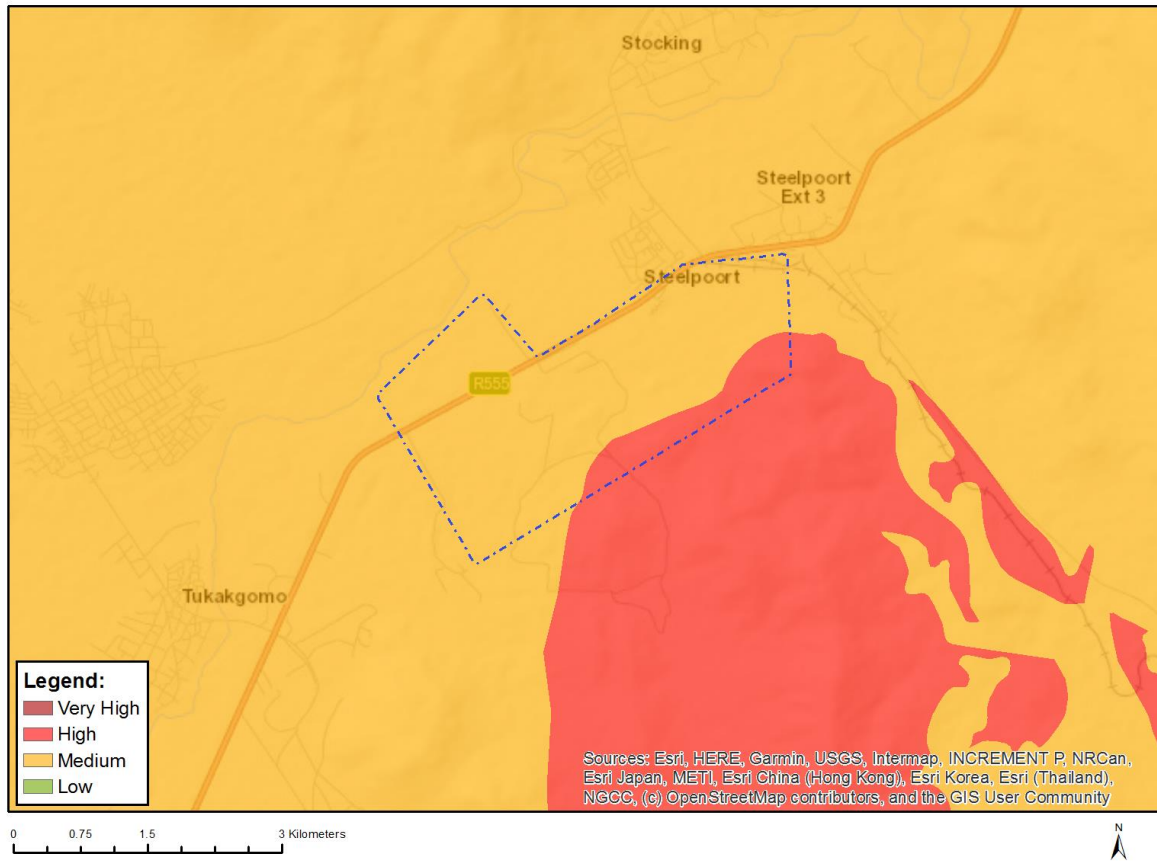 Stocking
Steelpoort
Ext 3
Steelpoort
R555
Tukakgomo
Legend:
Very High
High
Medium
Low
Sources: Esri, HERE, Garmin, USGS, Intermap, INCREMENT P, NRCan,
Esri Japan, METI, Esri China (Hong Kong), Esri Korea, Esri (Thailand),
NGCC, (c) OpenStreetMap contributors, and the GIS User Community
0 0.75 1.5 3 Kilometers
N